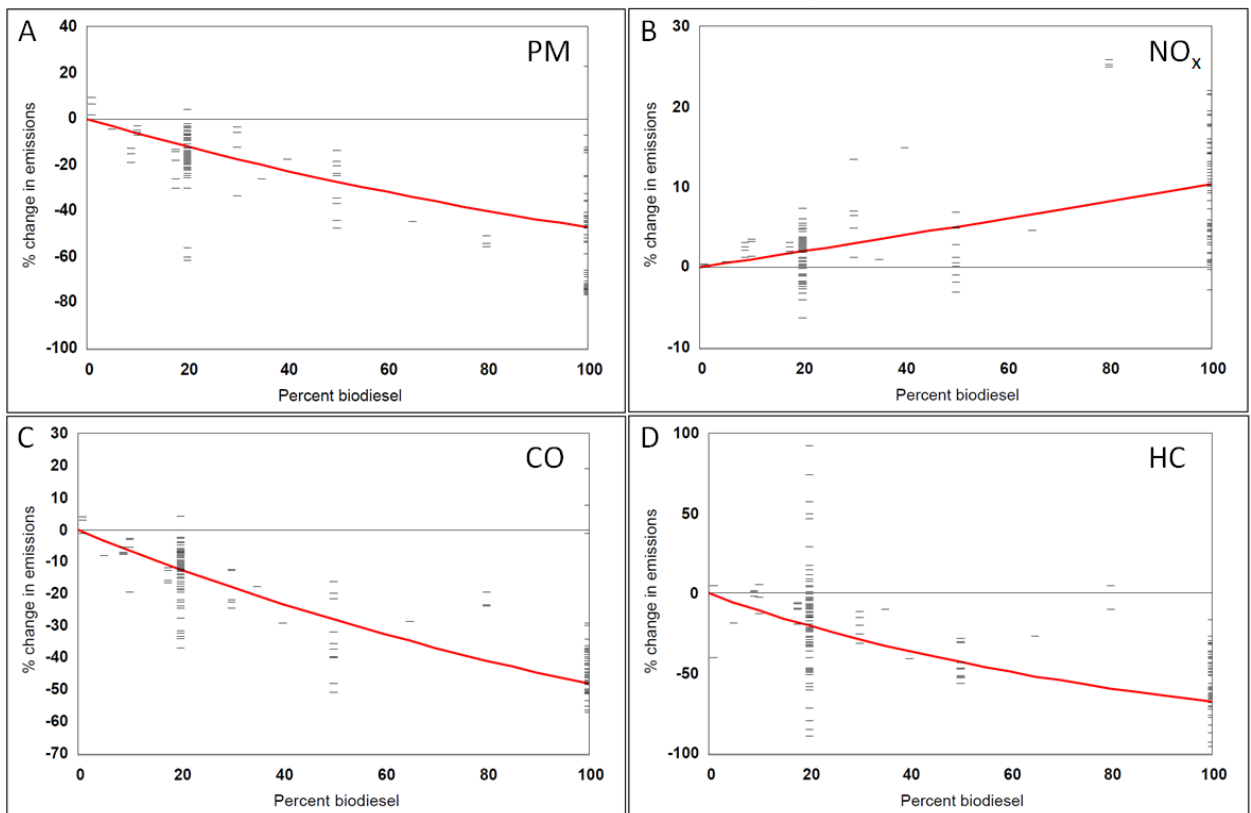 A
PM
40
20
0
-20
-40
-60
-80
-100
% change in emissions
0 20 40 60 80 100
Percent biodiesel
B
NOx
30
20
10
0
-10
% change in emissions
0 20 40 60 80 100
Percent biodiesel
C
CO
30
20
10
0
-10
-20
-30
-40
-50
-60
-70
% change in emissions
0 20 40 60 80 100
Percent biodiesel
D
HC
100
50
0
-50
-100
% change in emissions
0 20 40 60 80 100
Percent biodiesel